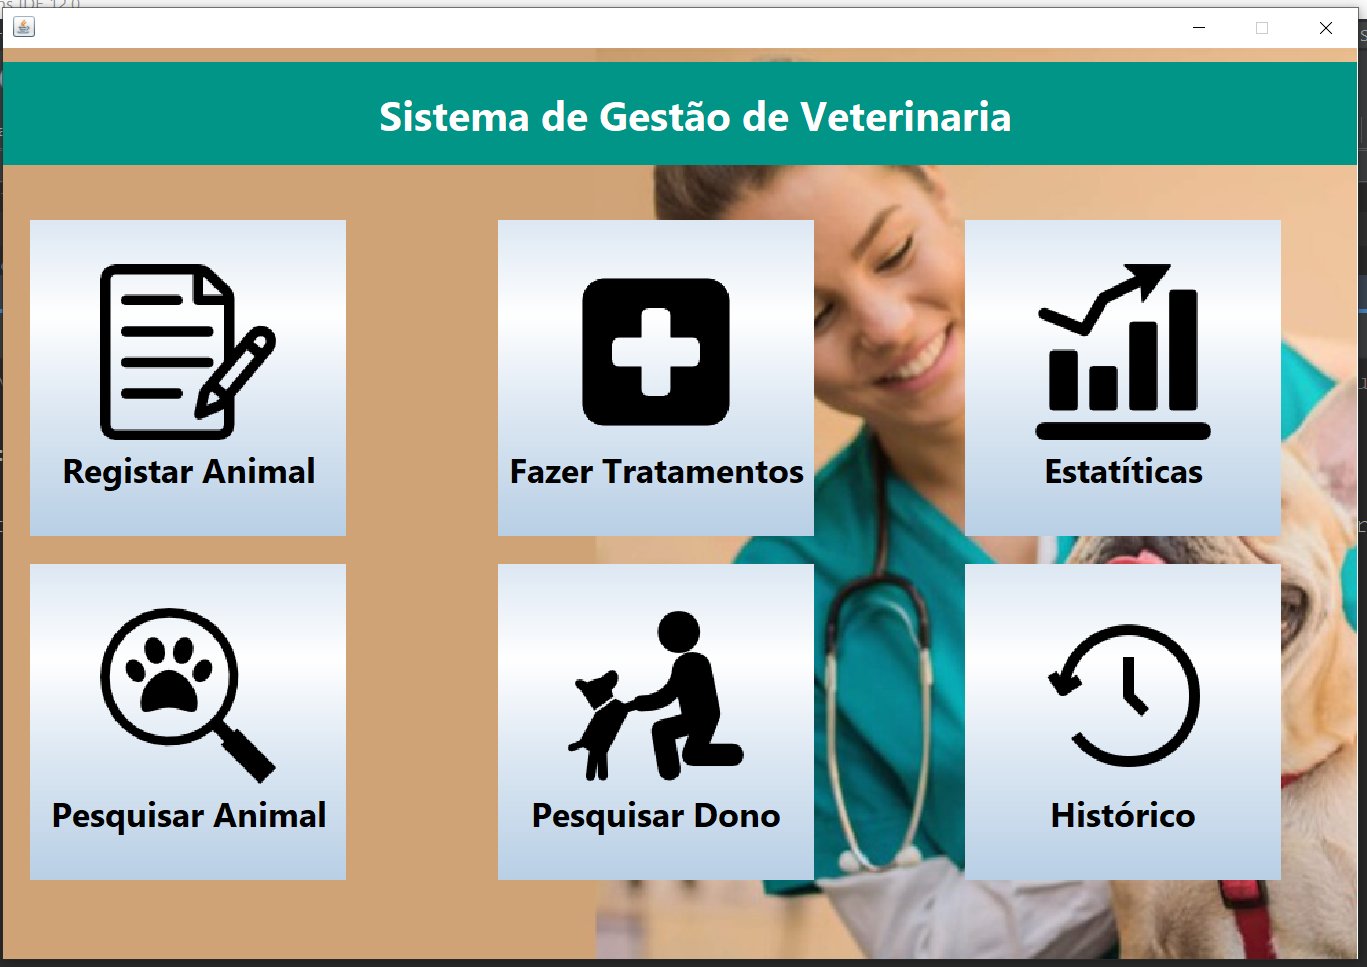 Sistema de Gestão de Veterinaria
Registar Animal
Fazer Tratamentos
Estatíticas
Pesquisar Animal
Pesquisar Dono
Histórico